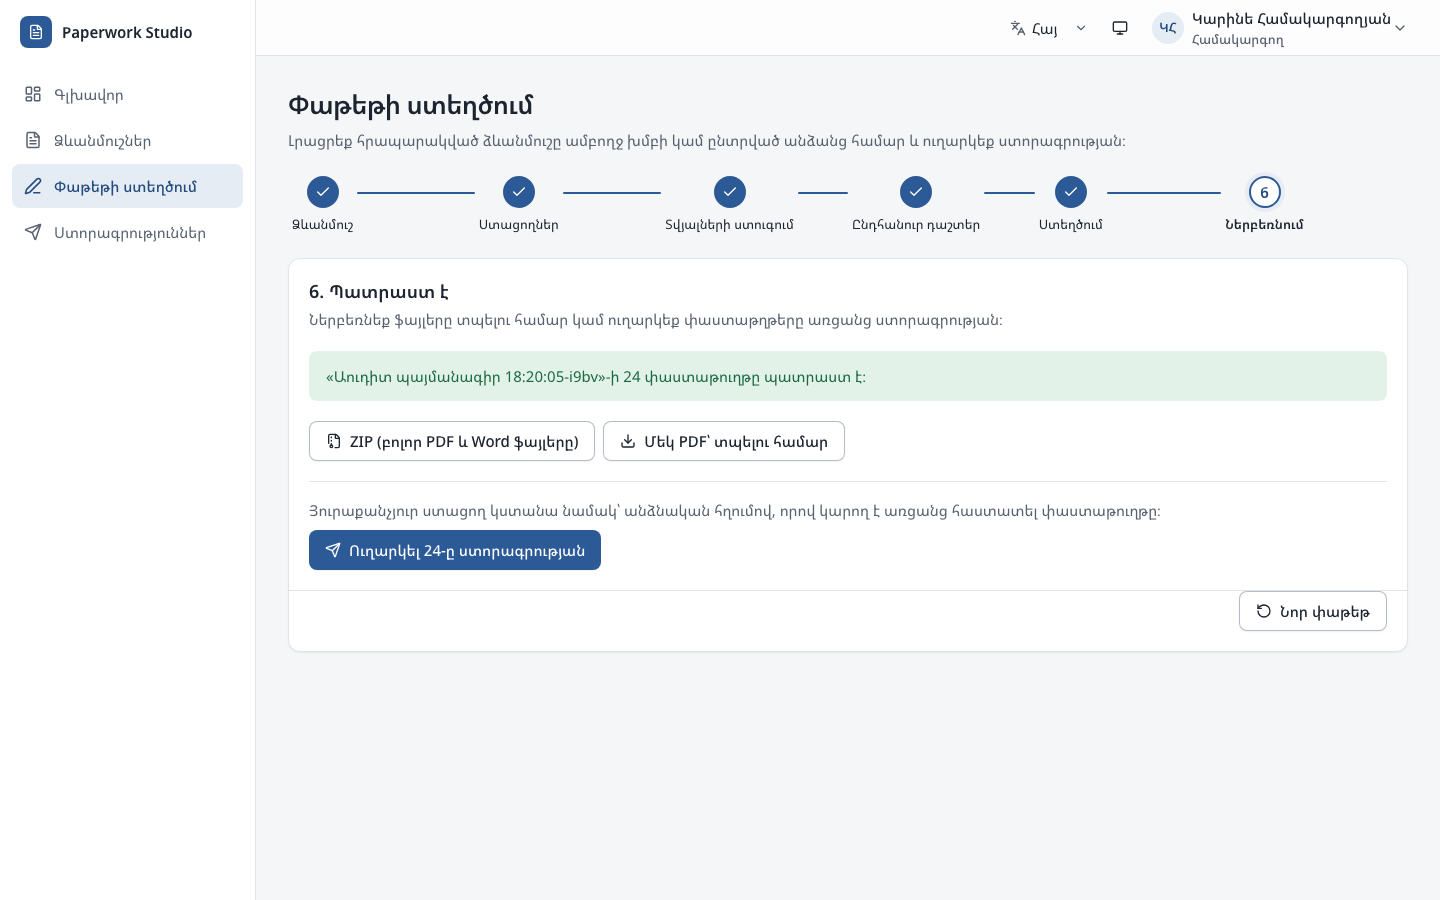 Paperwork Studio
Հայ
ԿՀ
Կարինե Համակարգողյան
Համակարգող
Գլխավոր
Ձևանմուշներ
Փաթեթի ստեղծում
Ստորագրություններ
Փաթեթի ստեղծում
Լրացրեք հրապարակված ձևանմուշը ամբողջ խմբի կամ ընտրված անձանց համար և ուղարկեք ստորագրության։
6
Ձևանմուշ
Ստացողներ
Տվյալների ստուգում
Ընդհանուր դաշտեր
Ստեղծում
Ներբեռնում
6. Պատրաստ է
Ներբեռնեք ֆայլերը տպելու համար կամ ուղարկեք փաստաթղթերը առցանց ստորագրության։
«Աուդիտ պայմանագիր 18:20:05-i9bv»-ի 24 փաստաթուղթը պատրաստ է։
ZIP (բոլոր PDF և Word ֆայլերը)
Մեկ PDF՝ տպելու համար
Յուրաքանչյուր ստացող կստանա նամակ՝ անձնական հղումով, որով կարող է առցանց հաստատել փաստաթուղթը։
Ուղարկել 24-ը ստորագրության
Նոր փաթեթ